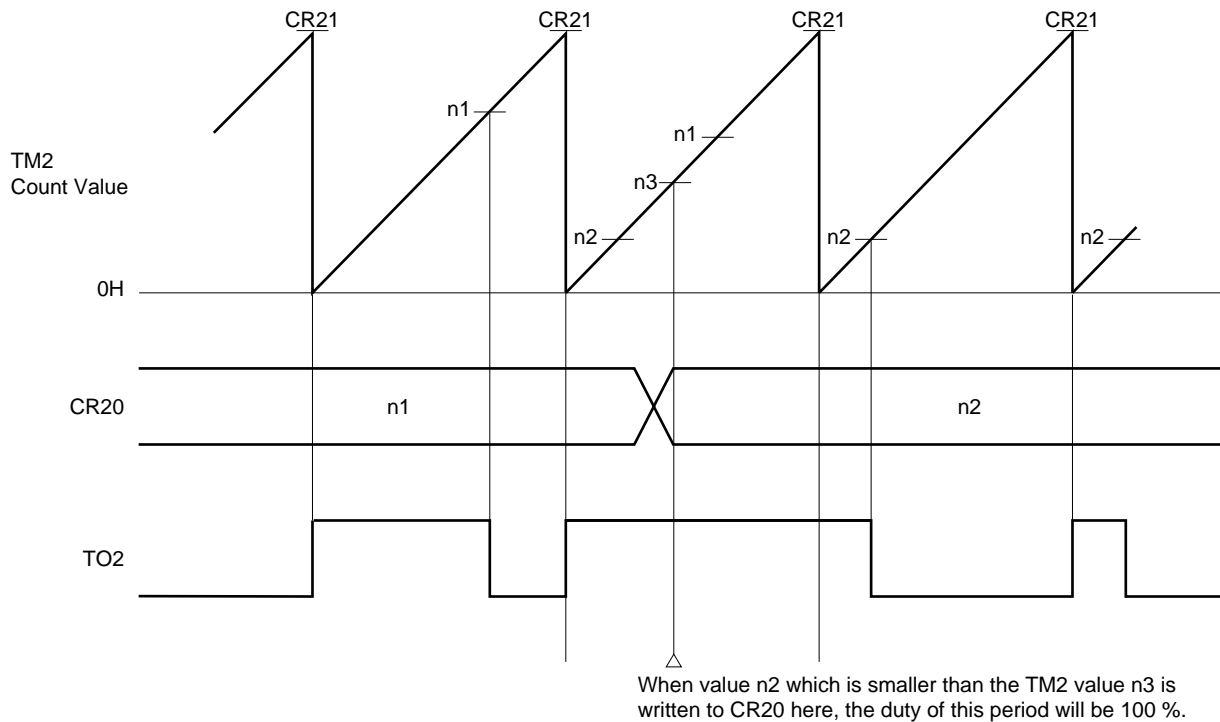 CR21 CR21 CR21 CR21
n1
n1
TM2
Count Value
n3
n2 n2 n2
0H
CR20 n1 n2
TO2
When value n2 which is smaller than the TM2 value n3 is
written to CR20 here, the duty of this period will be 100 %.